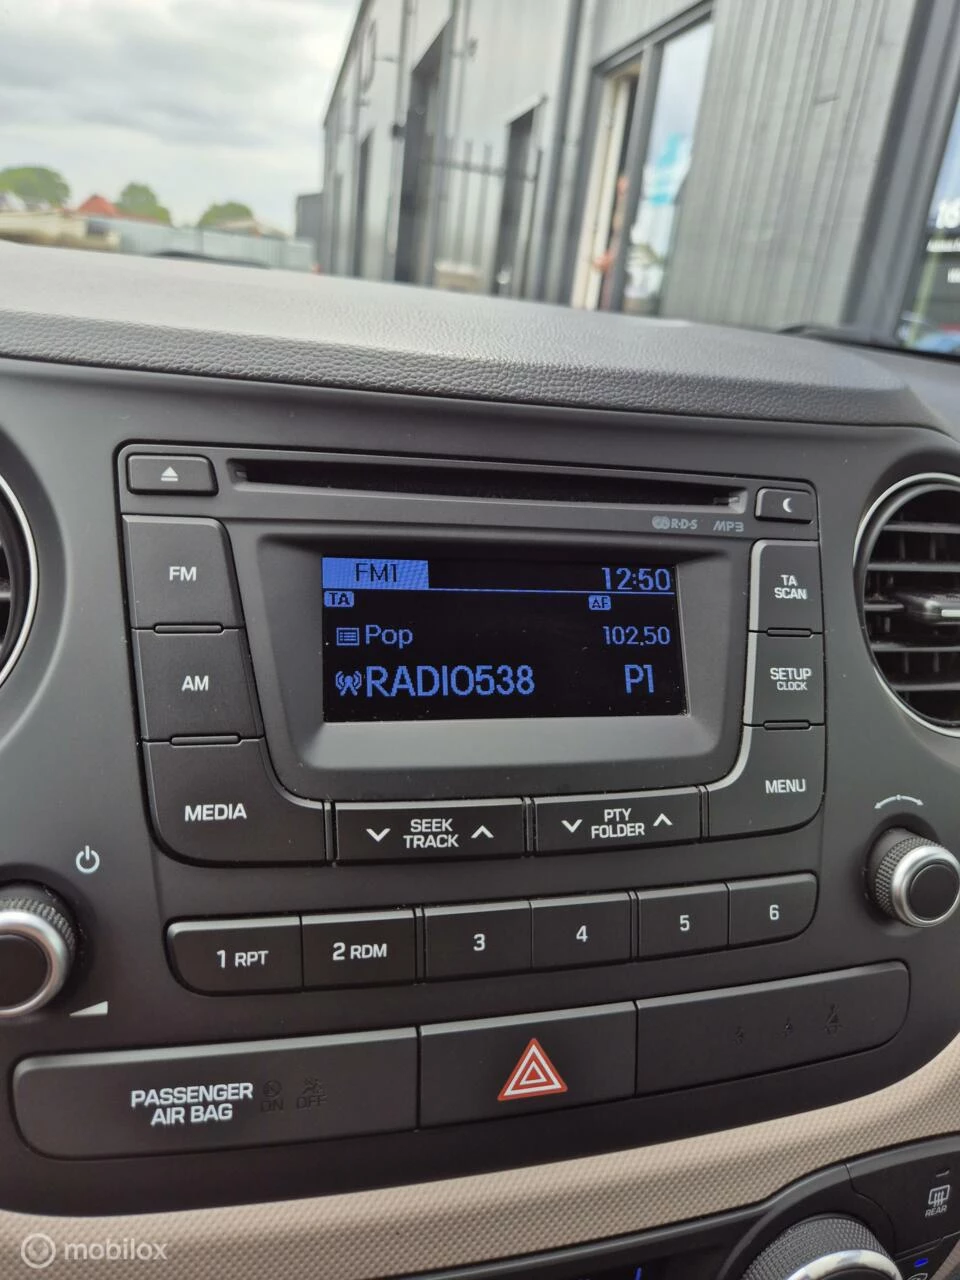 R·D·S MP3
FM
FM1 12:50
TA AF
Pop 102.50
RADIO538 P1
AM
MEDIA
TA
SCAN
SETUP
CLOCK
MENU
SEEK
TRACK
PTY
FOLDER
1 RPT 2 RDM 3 4 5 6
PASSENGER
AIR BAG
ON OFF
REAR
mobilox